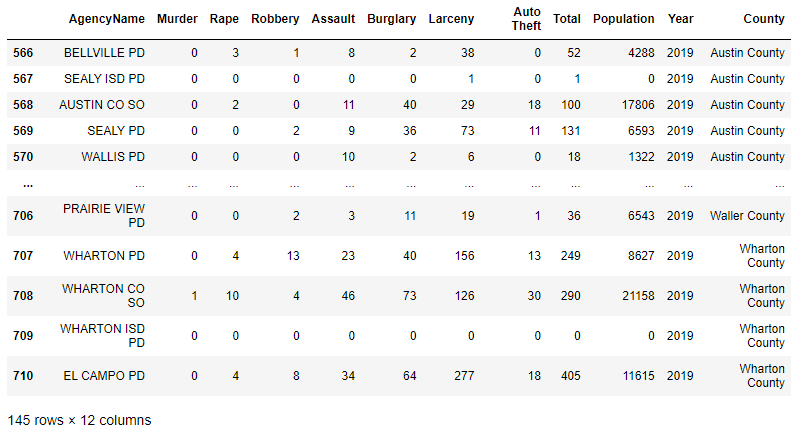 AgencyName Murder Rape Robbery Assault Burglary Larceny Auto Theft Total Population Year County
566 BELLVILLE PD 0 3 1 8 2 38 0 52 4288 2019 Austin County
567 SEALY ISD PD 0 0 0 0 0 1 0 1 0 2019 Austin County
568 AUSTIN CO SO 0 2 0 11 40 29 18 100 17806 2019 Austin County
569 SEALY PD 0 0 2 9 36 73 11 131 6593 2019 Austin County
570 WALLIS PD 0 0 0 10 2 6 0 18 1322 2019 Austin County
... ... ... ... ... ... ... ... ... ... ... ... ...
706 PRAIRIE VIEW PD 0 0 2 3 11 19 1 36 6543 2019 Waller County
707 WHARTON PD 0 4 13 23 40 156 13 249 8627 2019 Wharton County
708 WHARTON CO SO 1 10 4 46 73 126 30 290 21158 2019 Wharton County
709 WHARTON ISD PD 0 0 0 0 0 0 0 0 0 2019 Wharton County
710 EL CAMPO PD 0 4 8 34 64 277 18 405 11615 2019 Wharton County
145 rows × 12 columns